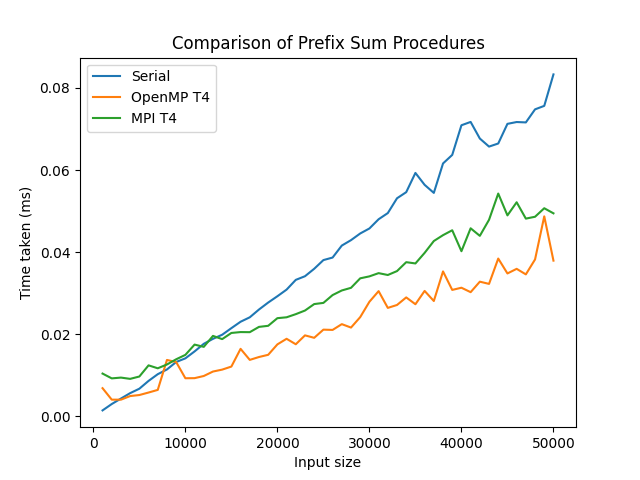 Comparison of Prefix Sum Procedures
Serial
OpenMP T4
MPI T4
Time taken (ms)
0.08
0.06
0.04
0.02
0.00
0 10000 20000 30000 40000 50000
Input size